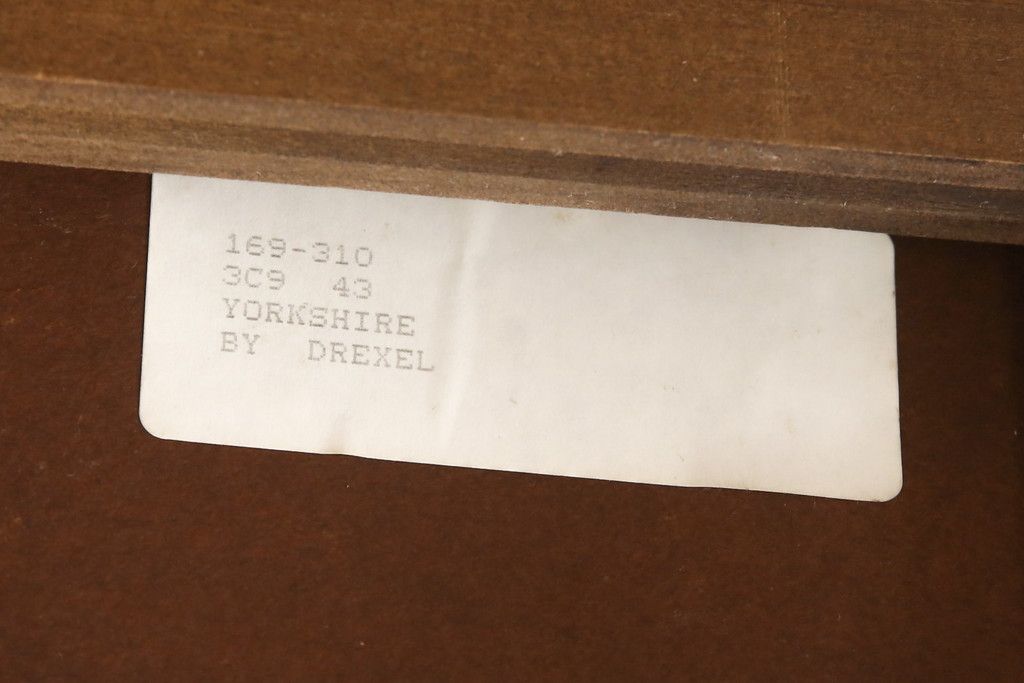 169-310
3C9 43
YORKSHIRE
BY DREXEL